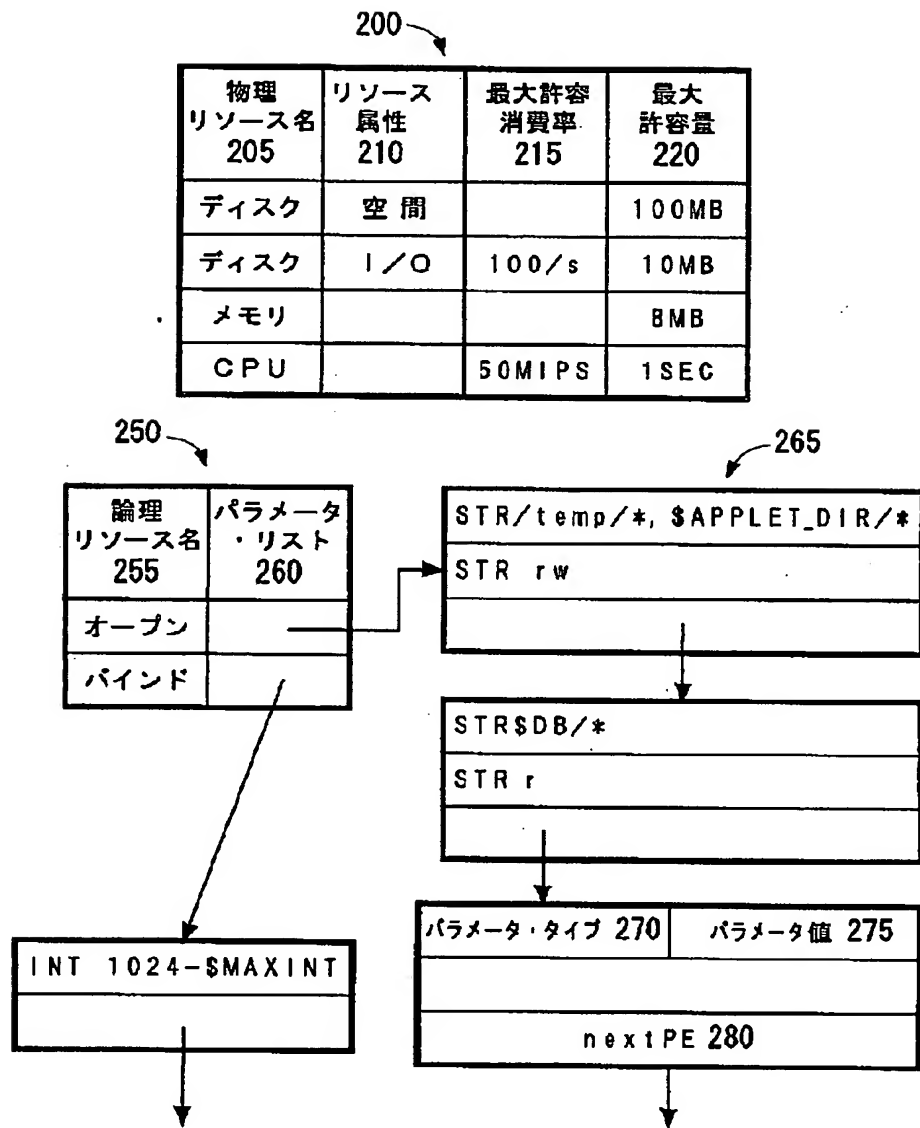 200
物理 リソース 最大許容 最大
リソース名 属性 消費率 許容量
205 210 215 220
ディスク 空間 100MB
ディスク I/O 100/s 10MB
メモリ 8MB
CPU 50MIPS 1SEC
250
論理 パラメータ
リソース名 ・リスト
255 260
オープン
バインド
265
STR/temp/*, $APPLET_DIR/*
STR rw
STR$DB/*
STR r
パラメータ・タイプ 270 パラメータ値 275
nextPE 280
INT 1024-$MAXINT